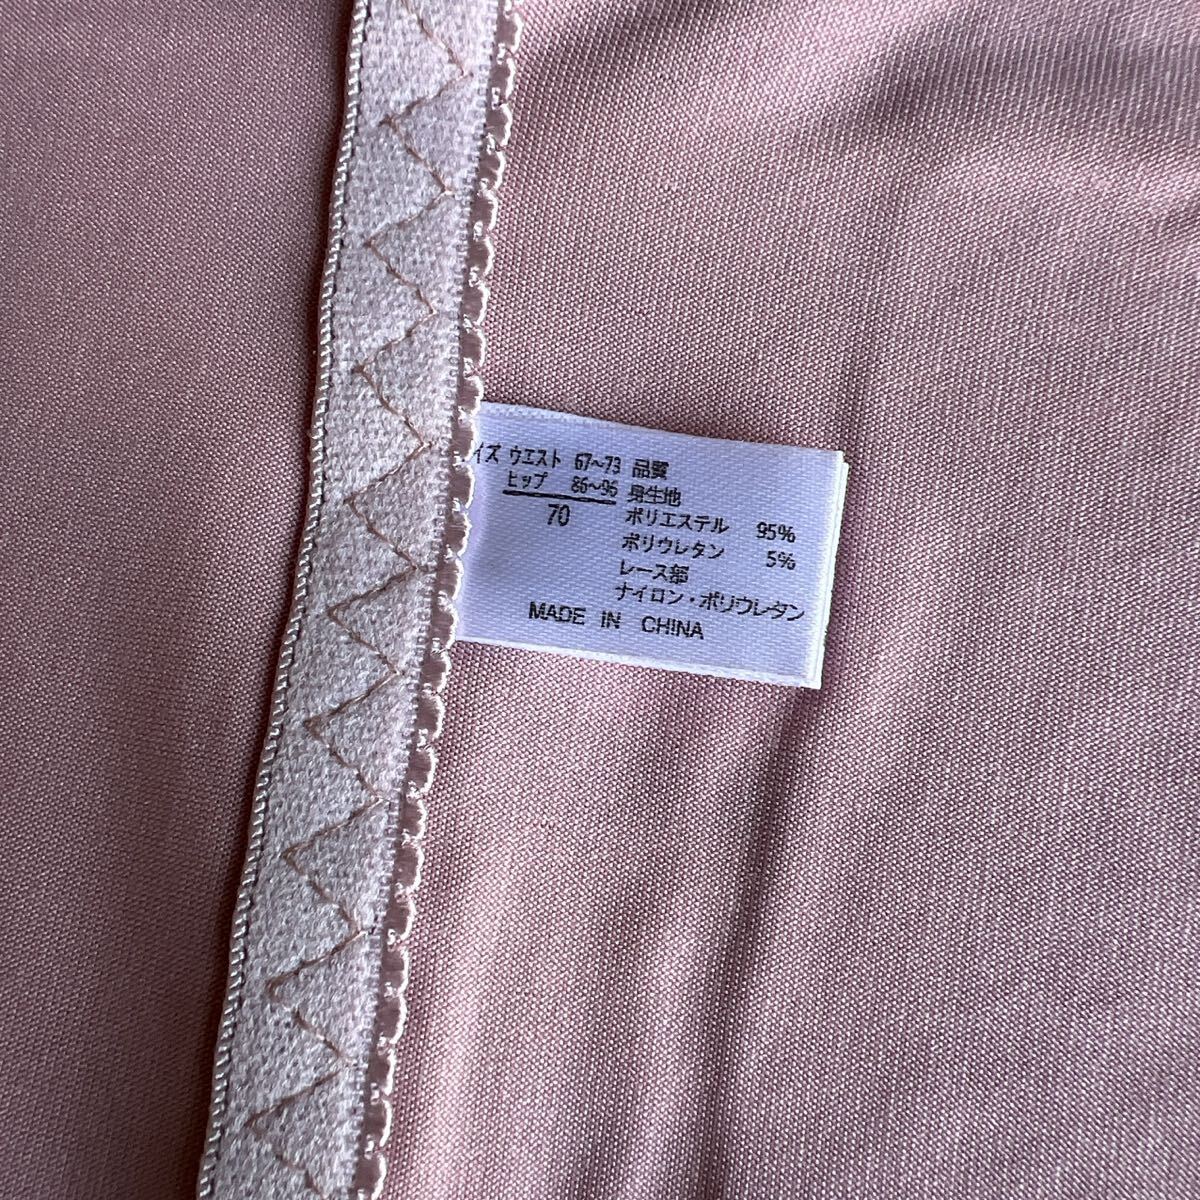 イズ ウエスト 67~73 品質
ヒップ 86~96 身生地
70 ポリエステル 95%
ポリウレタン 5%
レース部
ナイロン・ポリウレタン
MADE IN CHINA